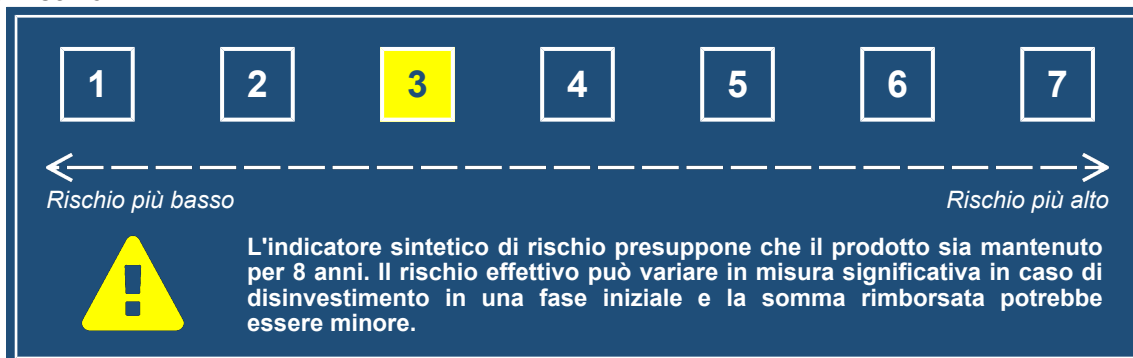 1 2 3 4 5 6 7
Rischio più basso Rischio più alto
L'indicatore sintetico di rischio presuppone che il prodotto sia mantenuto
per 8 anni. Il rischio effettivo può variare in misura significativa in caso di
disinvestimento in una fase iniziale e la somma rimborsata potrebbe
essere minore.